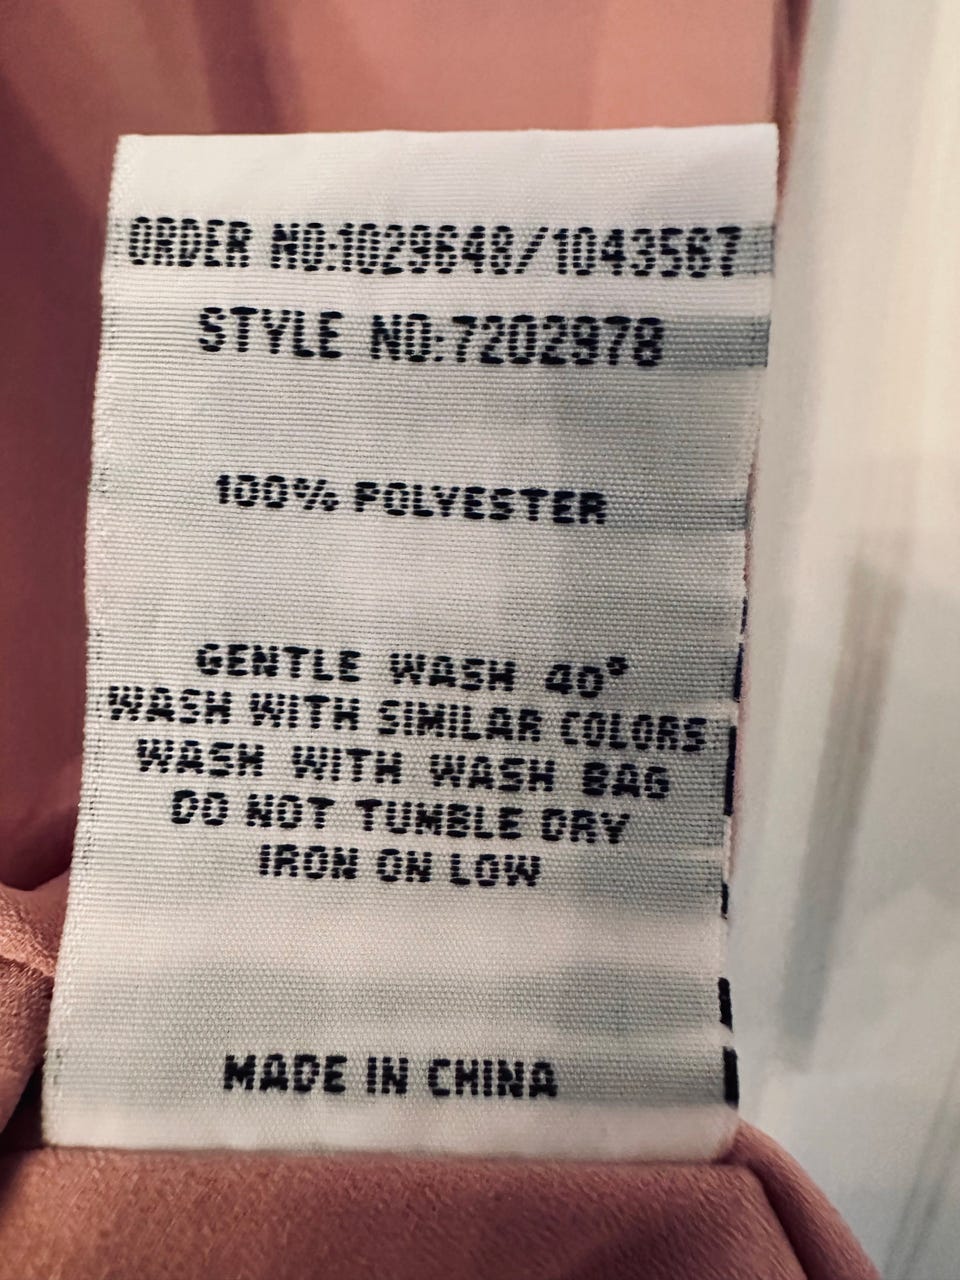 ORDER NO:1029648/1043567
STYLE NO:7202978
100% POLYESTER
GENTLE WASH 40°
WASH WITH SIMILAR COLORS
WASH WITH WASH BAG
DO NOT TUMBLE DRY
IRON ON LOW
MADE IN CHINA